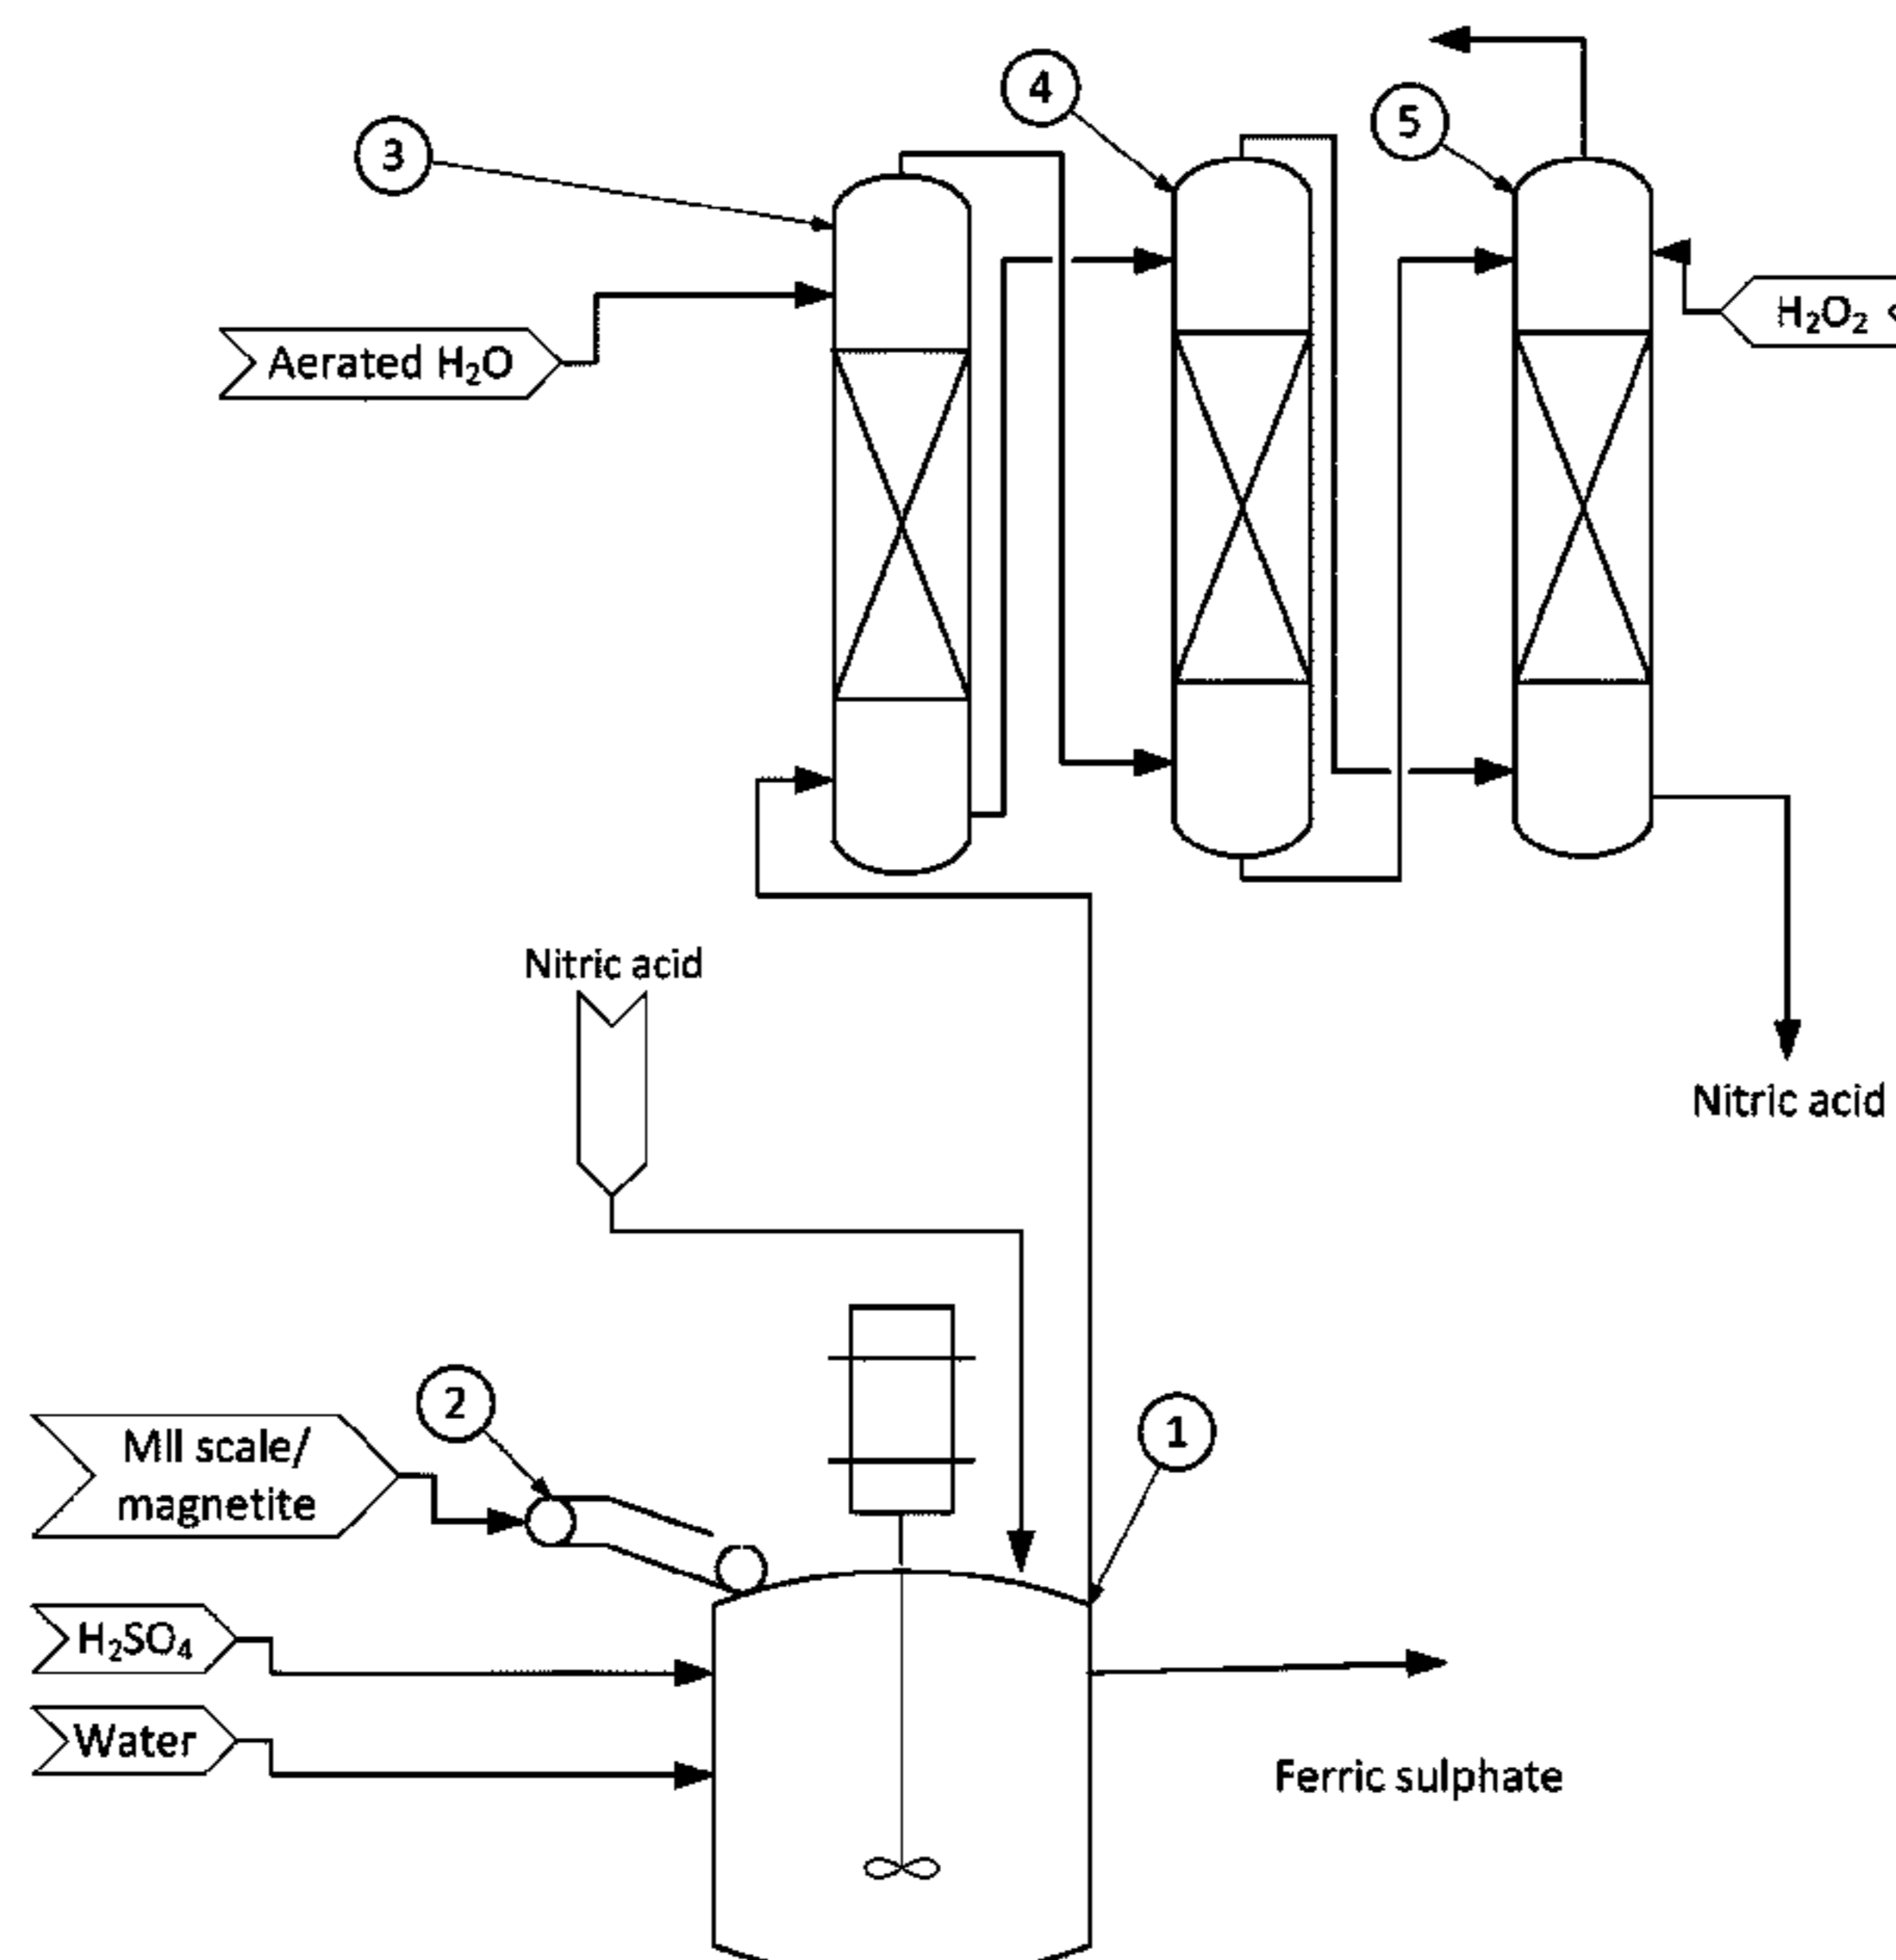 4
5
3
H₂O₂ <
Aerated H₂O
Nitric acid
Nitric acid
2
1
Mll scale/
magnetite
H₂SO₄
Water
Ferric sulphate